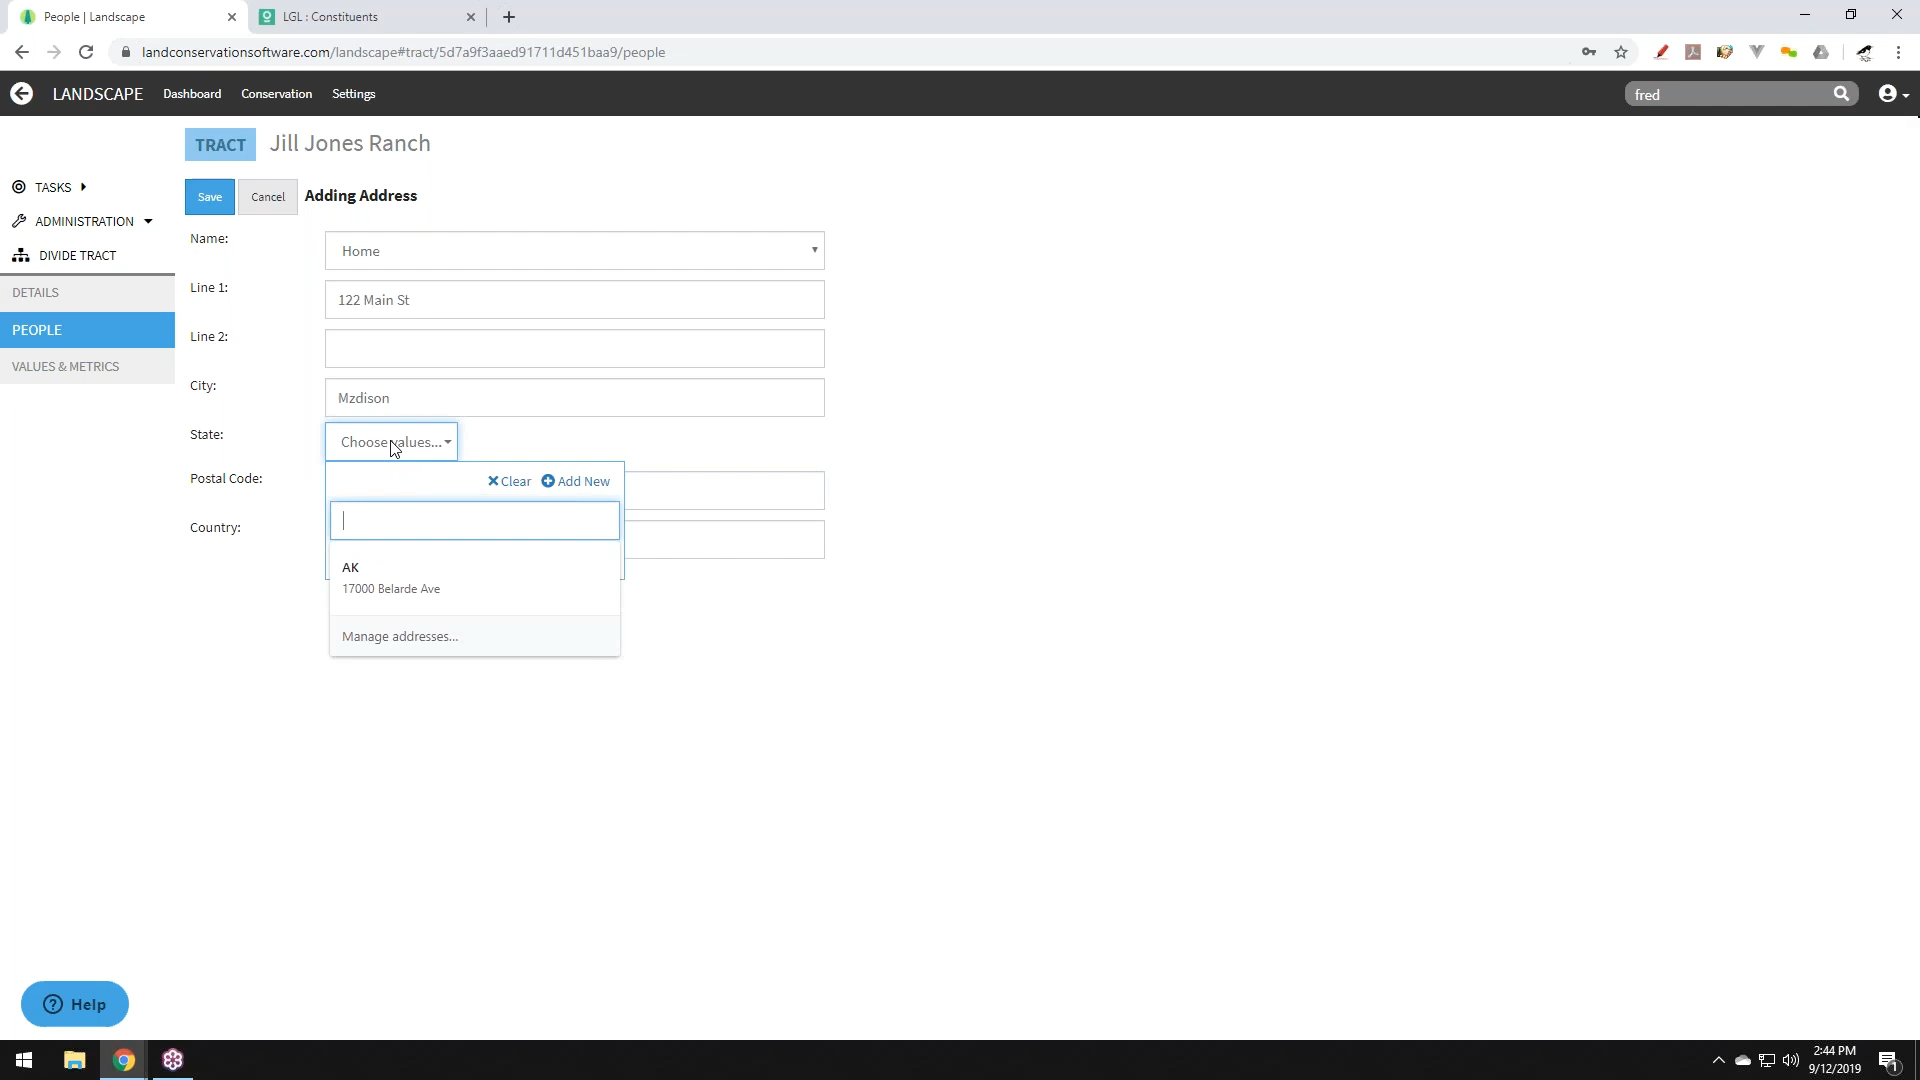 People | Landscape
LGL : Constituents
landconservationsoftware.com/landscape#tract/5d7a9f3aaed91711d451baa9/people
LANDSCAPE
Dashboard
Conservation
Settings
fred
TRACT
Jill Jones Ranch
TASKS
ADMINISTRATION
DIVIDE TRACT
DETAILS
PEOPLE
VALUES & METRICS
Save
Cancel
Adding Address
Name:
Home
Line 1:
122 Main St
Line 2:
City:
Mzdison
State:
Choose values...
Postal Code:
Clear
Add New
Country:
AK
17000 Belarde Ave
Manage addresses...
Help
2:44 PM
9/12/2019
1